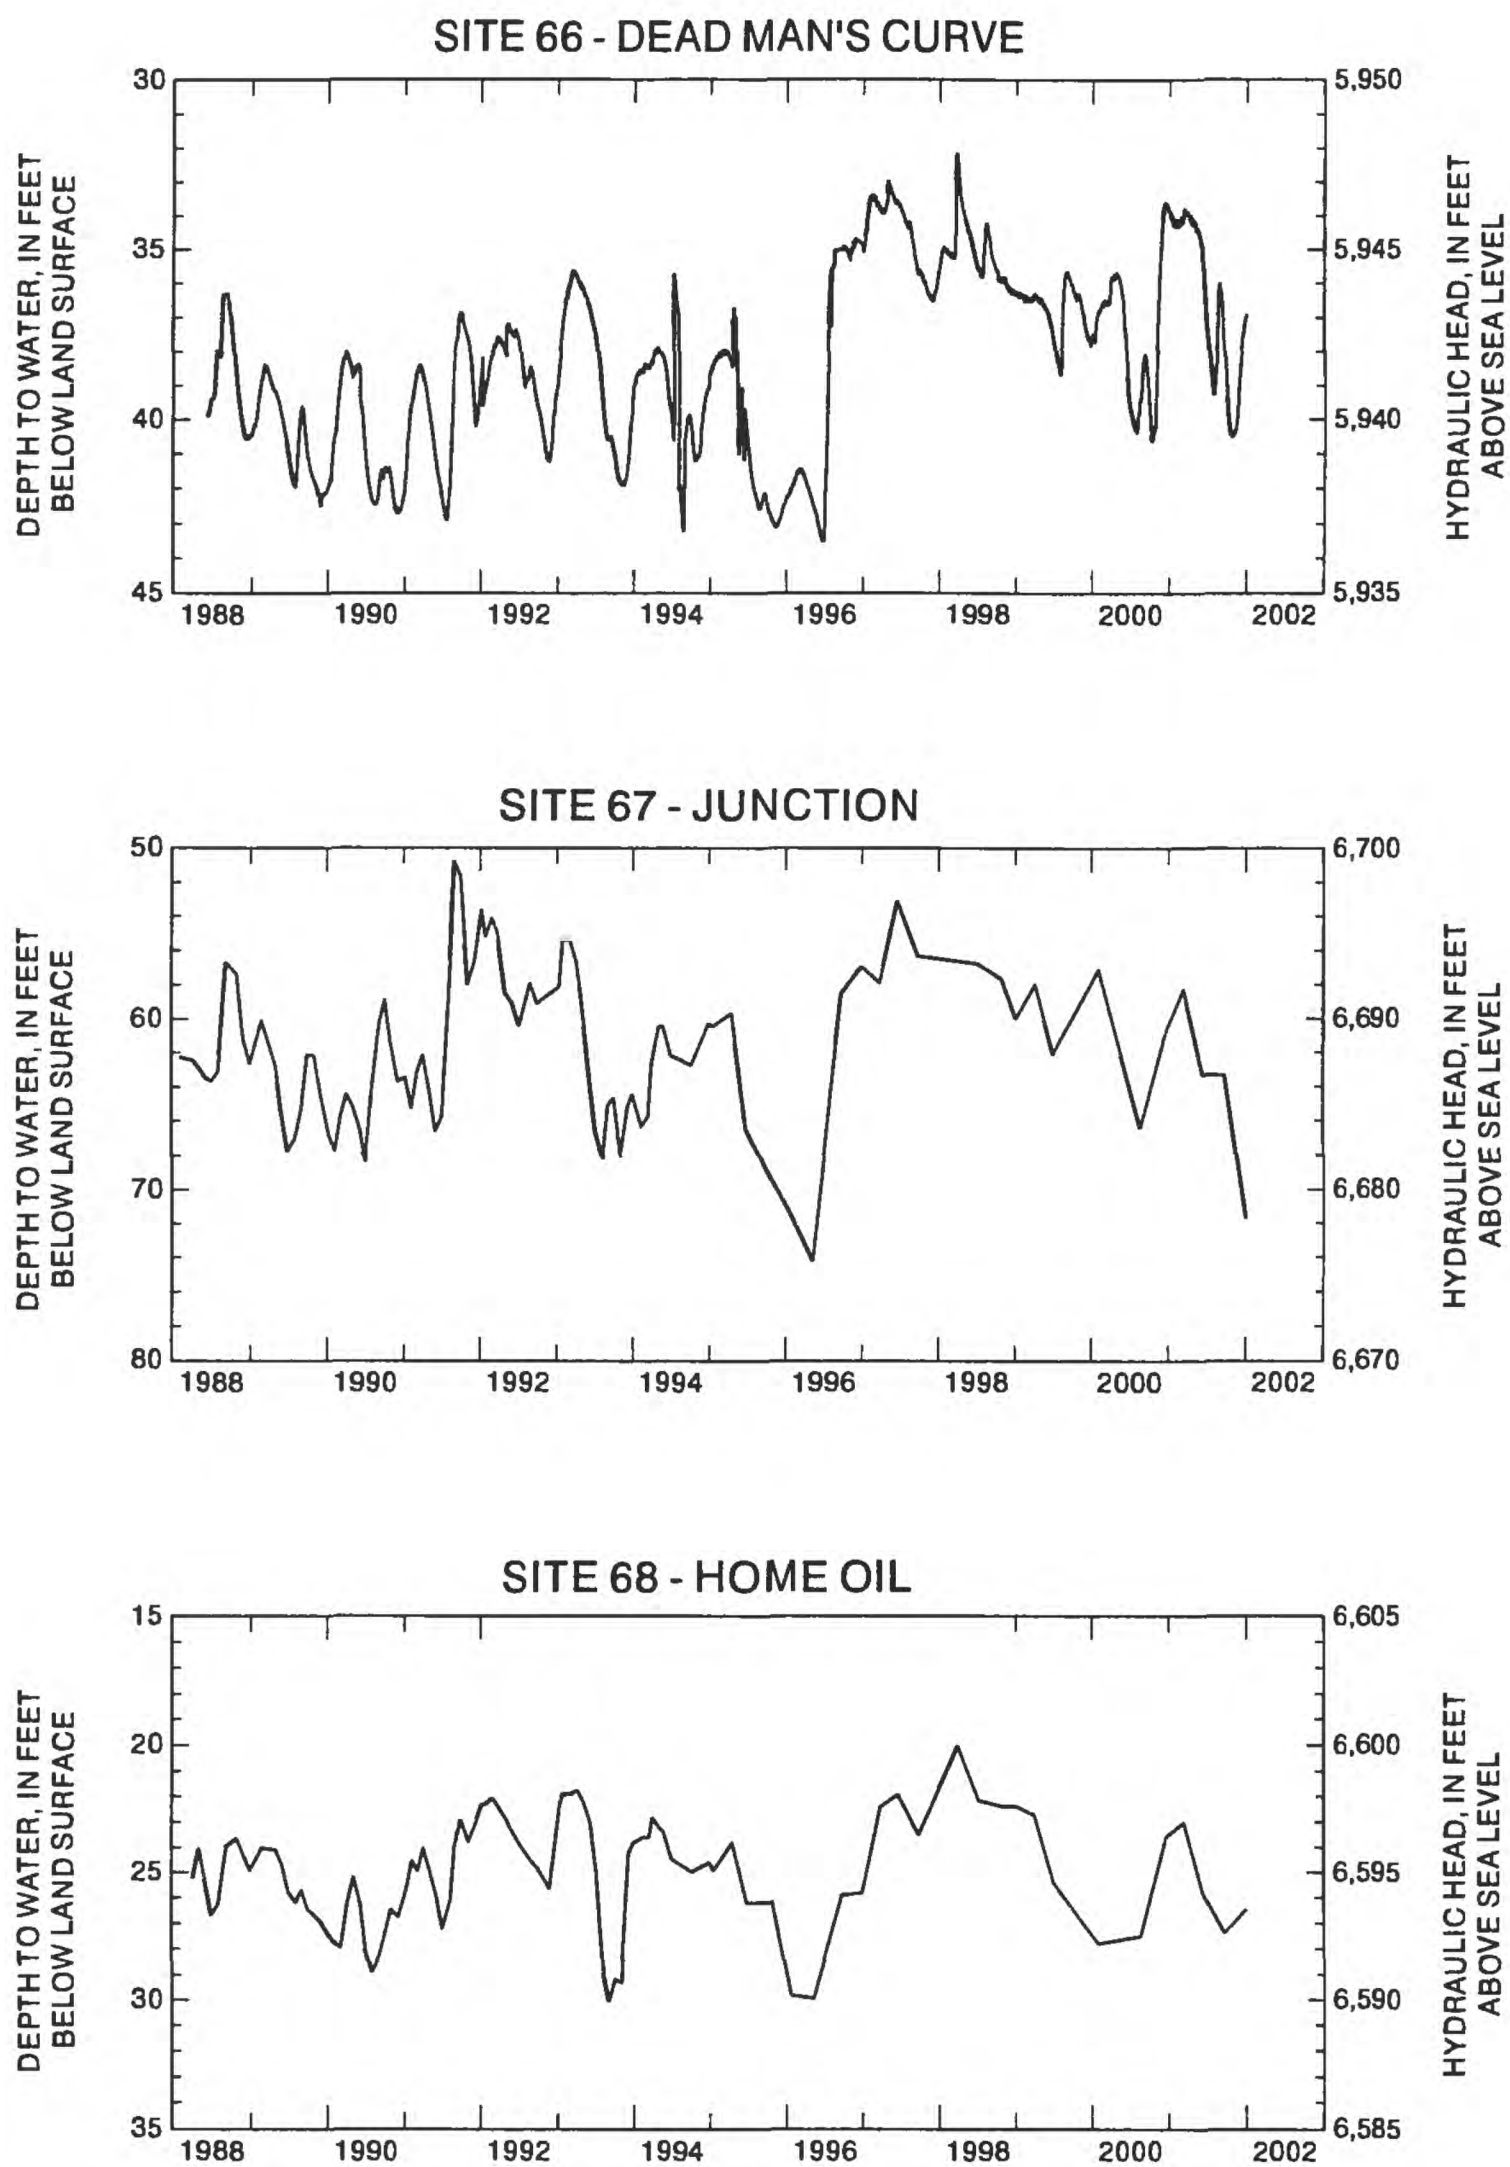 SITE 66 - DEAD MAN'S CURVE
DEPTH TO WATER, IN FEET
BELOW LAND SURFACE
30
35
40
45
5,950
5,945
5,940
5,935
HYDRAULIC HEAD, IN FEET
ABOVE SEA LEVEL
1988 1990 1992 1994 1996 1998 2000 2002
SITE 67 - JUNCTION
DEPTH TO WATER, IN FEET
BELOW LAND SURFACE
50
60
70
80
6,700
6,690
6,680
6,670
HYDRAULIC HEAD, IN FEET
ABOVE SEA LEVEL
1988 1990 1992 1994 1996 1998 2000 2002
SITE 68 - HOME OIL
DEPTH TO WATER, IN FEET
BELOW LAND SURFACE
15
20
25
30
35
6,605
6,600
6,595
6,590
6,585
HYDRAULIC HEAD, IN FEET
ABOVE SEA LEVEL
1988 1990 1992 1994 1996 1998 2000 2002